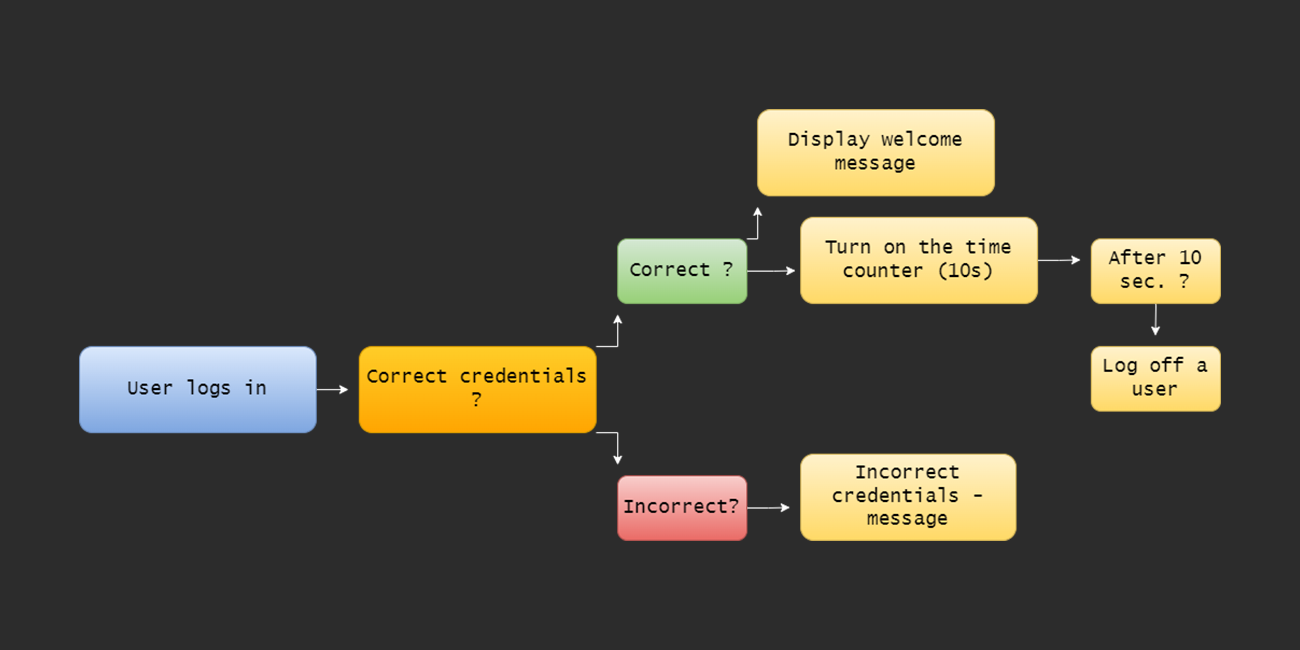 User logs in
Correct credentials
?
Correct ?
Display welcome
message
Turn on the time
counter (10s)
After 10
sec. ?
Log off a
user
Incorrect?
Incorrect
credentials -
message